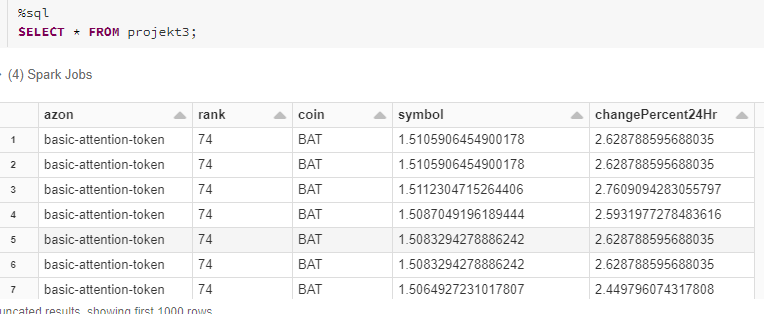 %sql
SELECT * FROM projekt3;
(4) Spark Jobs
azon rank coin symbol changePercent24Hr
1 basic-attention-token 74 BAT 1.5105906454900178 2.628788595688035
2 basic-attention-token 74 BAT 1.5105906454900178 2.628788595688035
3 basic-attention-token 74 BAT 1.5112304715264406 2.7609094283055797
4 basic-attention-token 74 BAT 1.5087049196189444 2.5931977278483616
5 basic-attention-token 74 BAT 1.5083294278886242 2.628788595688035
6 basic-attention-token 74 BAT 1.5083294278886242 2.628788595688035
7 basic-attention-token 74 BAT 1.5064927231017807 2.449796074317808
uncated results, showing first 1000 rows